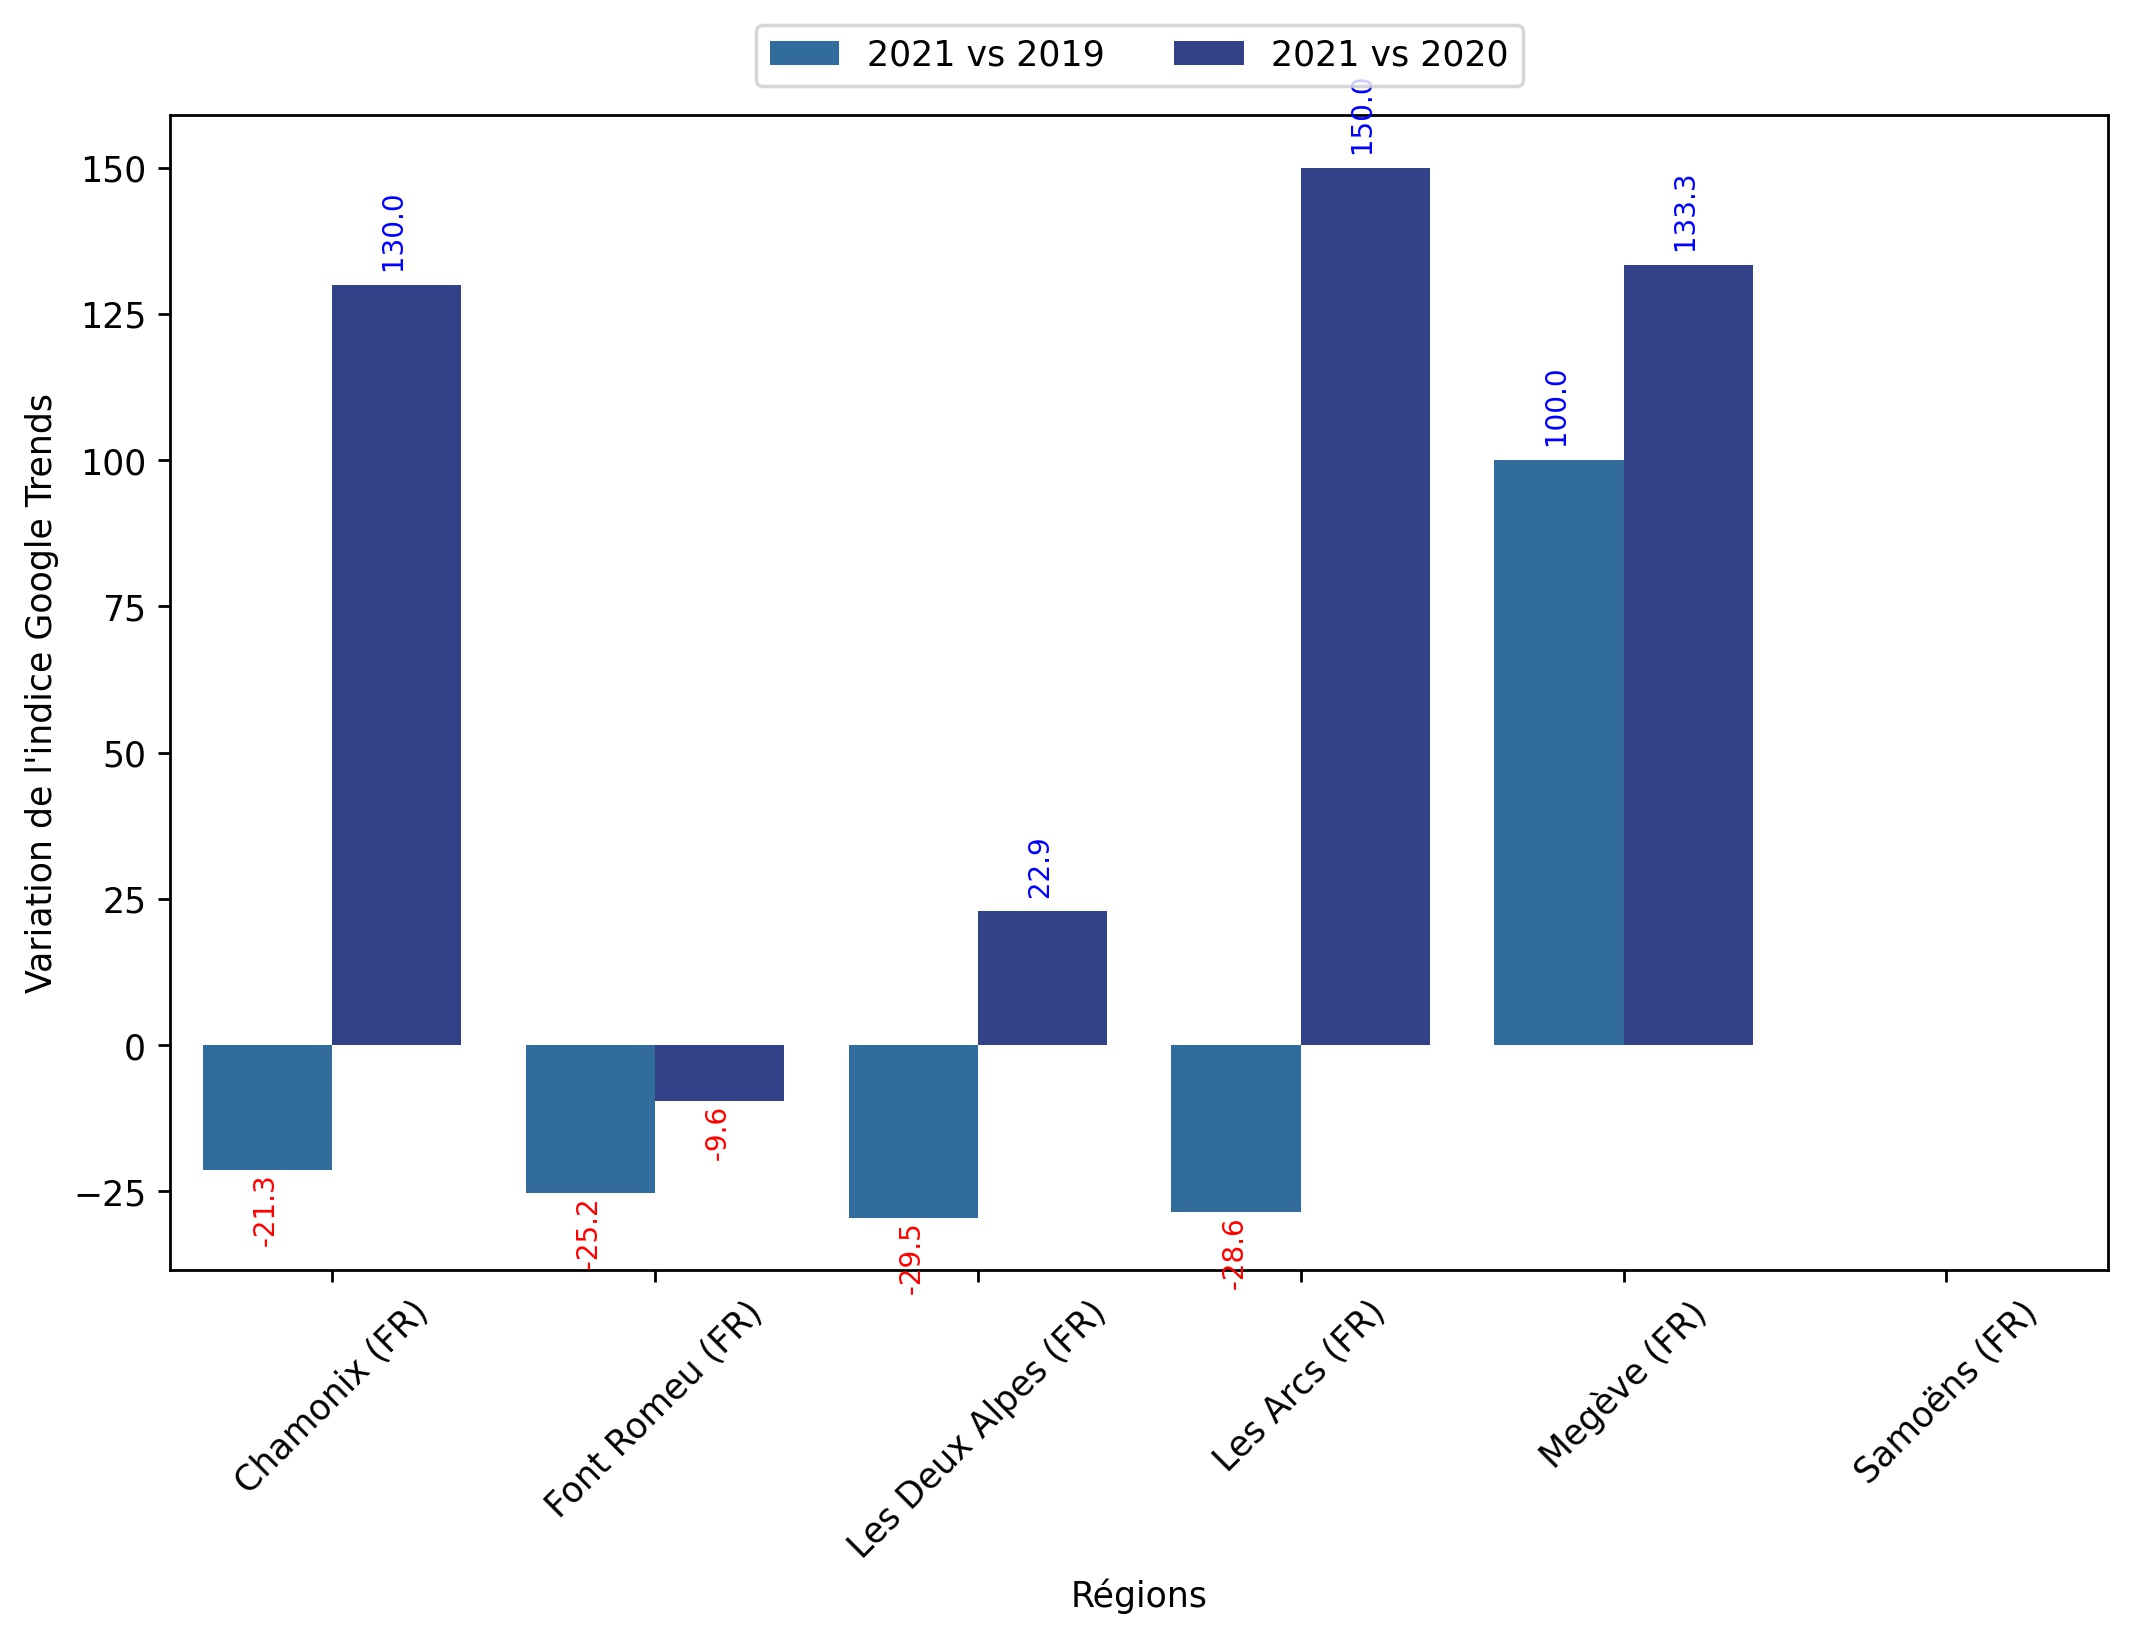 2021 vs 2019
2021 vs 2020
Variation de l'indice Google Trends
150
125
100
75
50
25
0
−25
130.0
150.0
133.3
100.0
22.9
-9.6
-21.3
-25.2
-29.5
-28.6
Chamonix (FR)
Font Romeu (FR)
Les Deux Alpes (FR)
Les Arcs (FR)
Megève (FR)
Samoëns (FR)
Régions